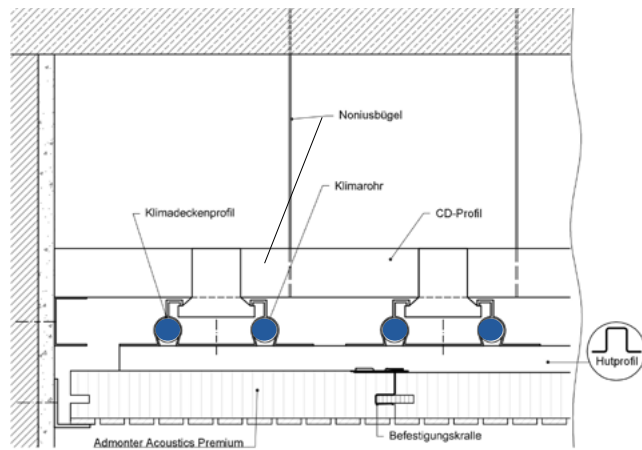 Noniusbügel
Klimarohr
Klimadeckenprofil
CD-Profil
Hutprofil
Admonter Acoustics Premium
Befestigungskralle